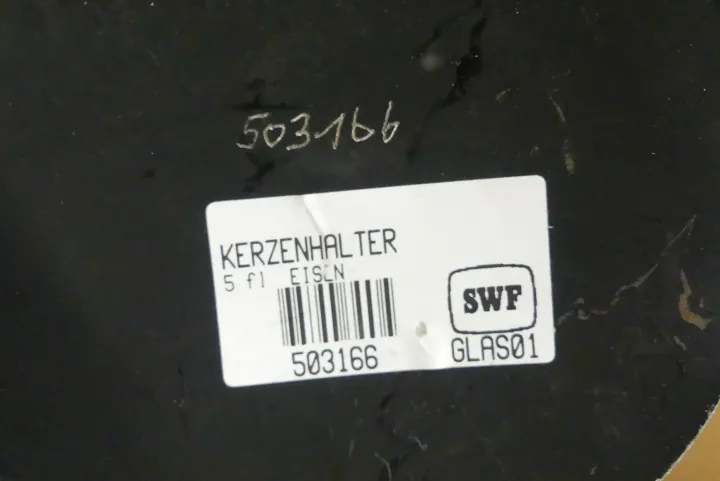 503166
KERZENHALTER
5 fl EISEN
503166
SWF
GLAS01